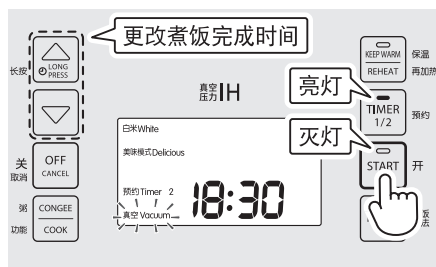 更改煮饭完成时间
长按
LONG
PRESS
KEEP WARM
REHEAT
保温
再加热
真空
压力 IH
亮灯
TIMER
1/2
预约
白米White
美味模式Delicious
灭灯
关
取消
OFF
CANCEL
START
开
预约Timer 2
真空 Vacuum
18:30
粥
功能
CONGEE
COOK
饭
法